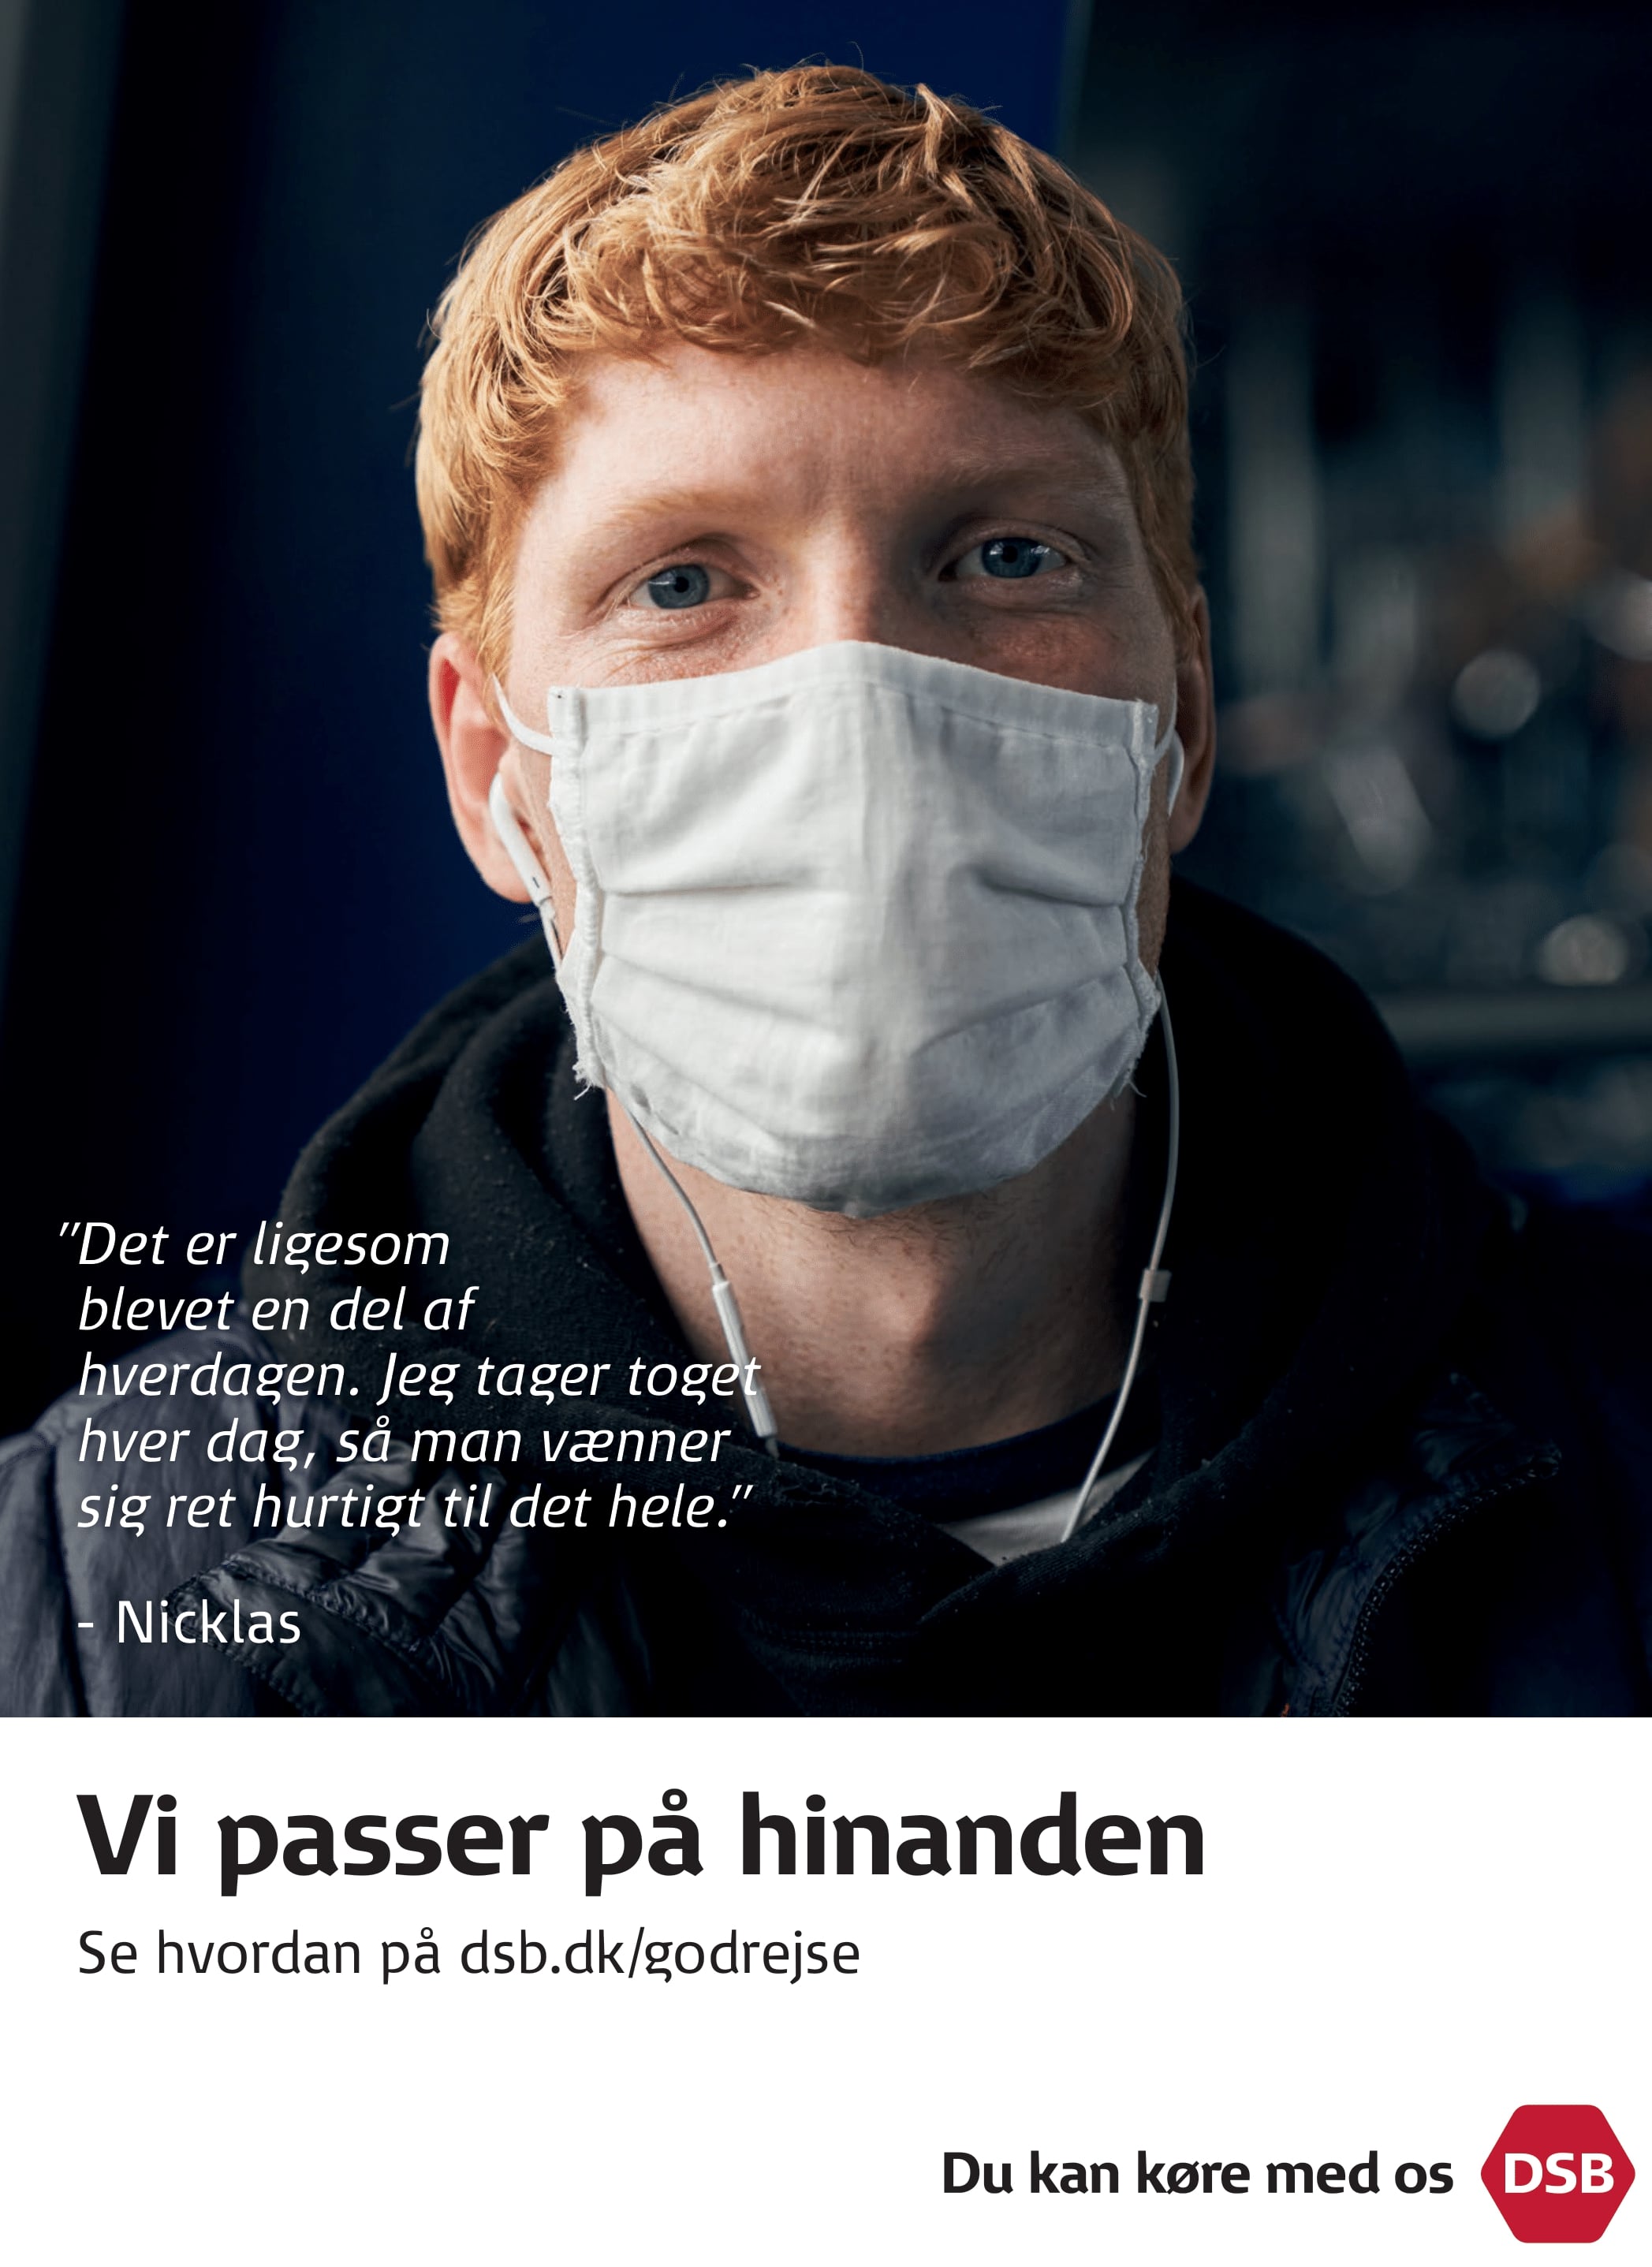 ”Det er ligesom
blevet en del af
hverdagen. Jeg tager toget
hver dag, så man vænner
sig ret hurtigt til det hele.”
- Nicklas
Vi passer på hinanden
Se hvordan på dsb.dk/godrejse
Du kan køre med os DSB